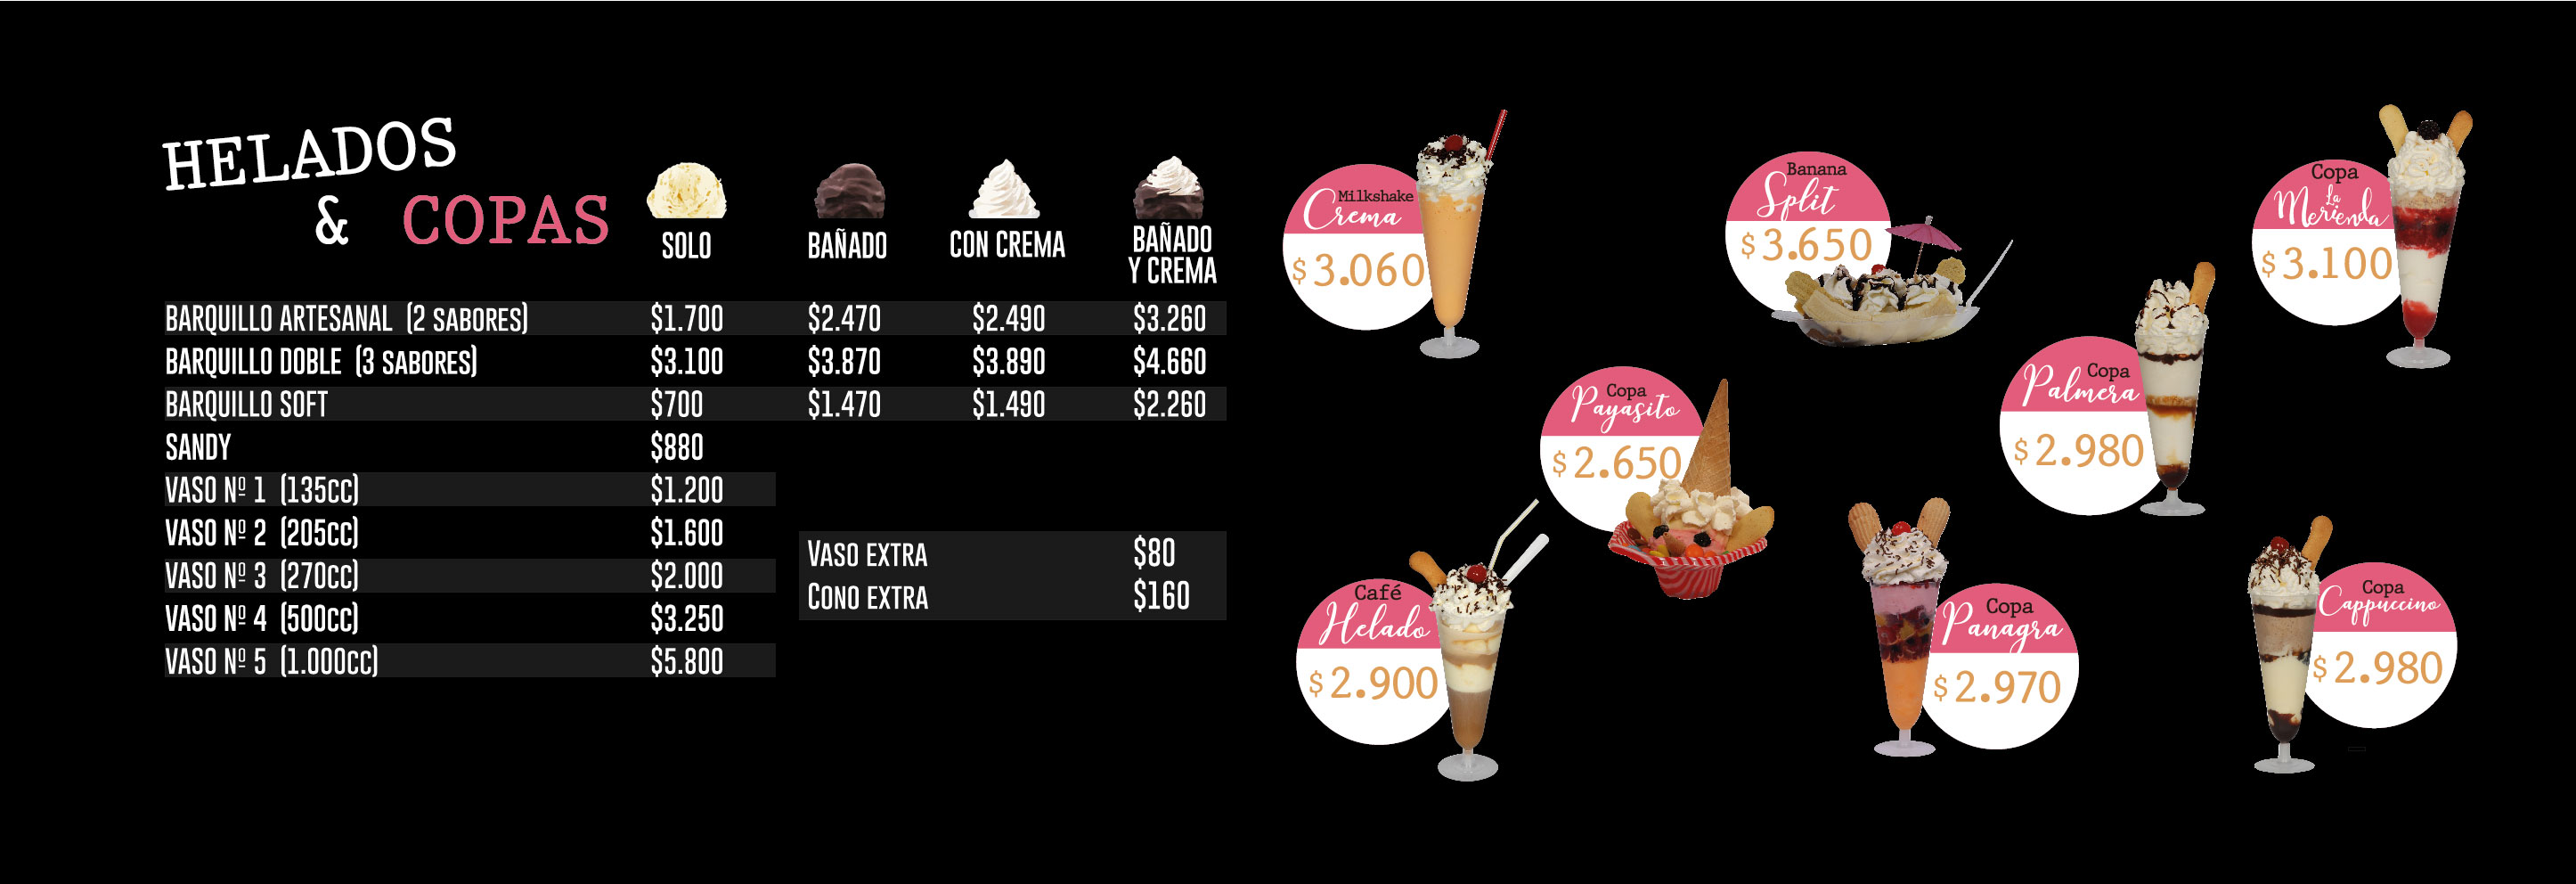 HELADOS
& COPAS
SOLO
BAÑADO
CON CREMA
BAÑADO
Y CREMA
BARQUILLO ARTESANAL (2 SABORES) $1.700 $2.470 $2.490 $3.260
BARQUILLO DOBLE (3 SABORES) $3.100 $3.870 $3.890 $4.660
BARQUILLO SOFT $700 $1.470 $1.490 $2.260
SANDY $880
VASO Nº 1 (135CC) $1.200
VASO Nº 2 (205CC) $1.600
VASO Nº 3 (270CC) $2.000
VASO Nº 4 (500CC) $3.250
VASO Nº 5 (1.000CC) $5.800
VASO EXTRA $80
CONO EXTRA $160
Milkshake
Crema
$3.060
Banana
Split
$3.650
Copa
La
Merienda
$3.100
Copa
Payasito
$2.650
Copa
Palmera
$2.980
Café
Helado
$2.900
Copa
Panagra
$2.970
Copa
Cappuccino
$2.980